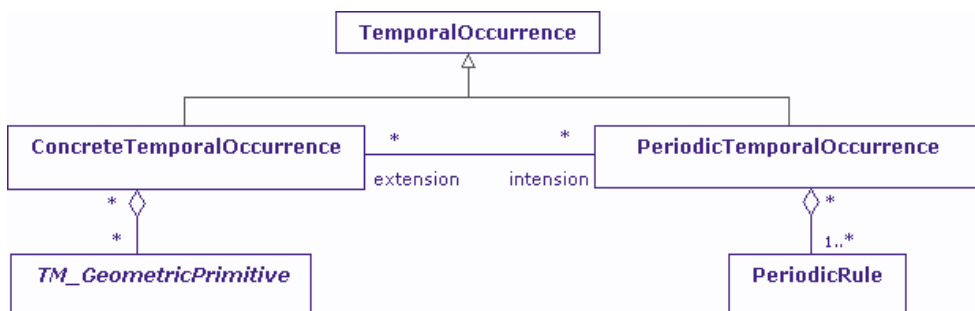 TemporalOccurrence
ConcreteTemporalOccurrence
* *
PeriodicTemporalOccurrence
extension intension
* *
* 1..*
TM_GeometricPrimitive
PeriodicRule